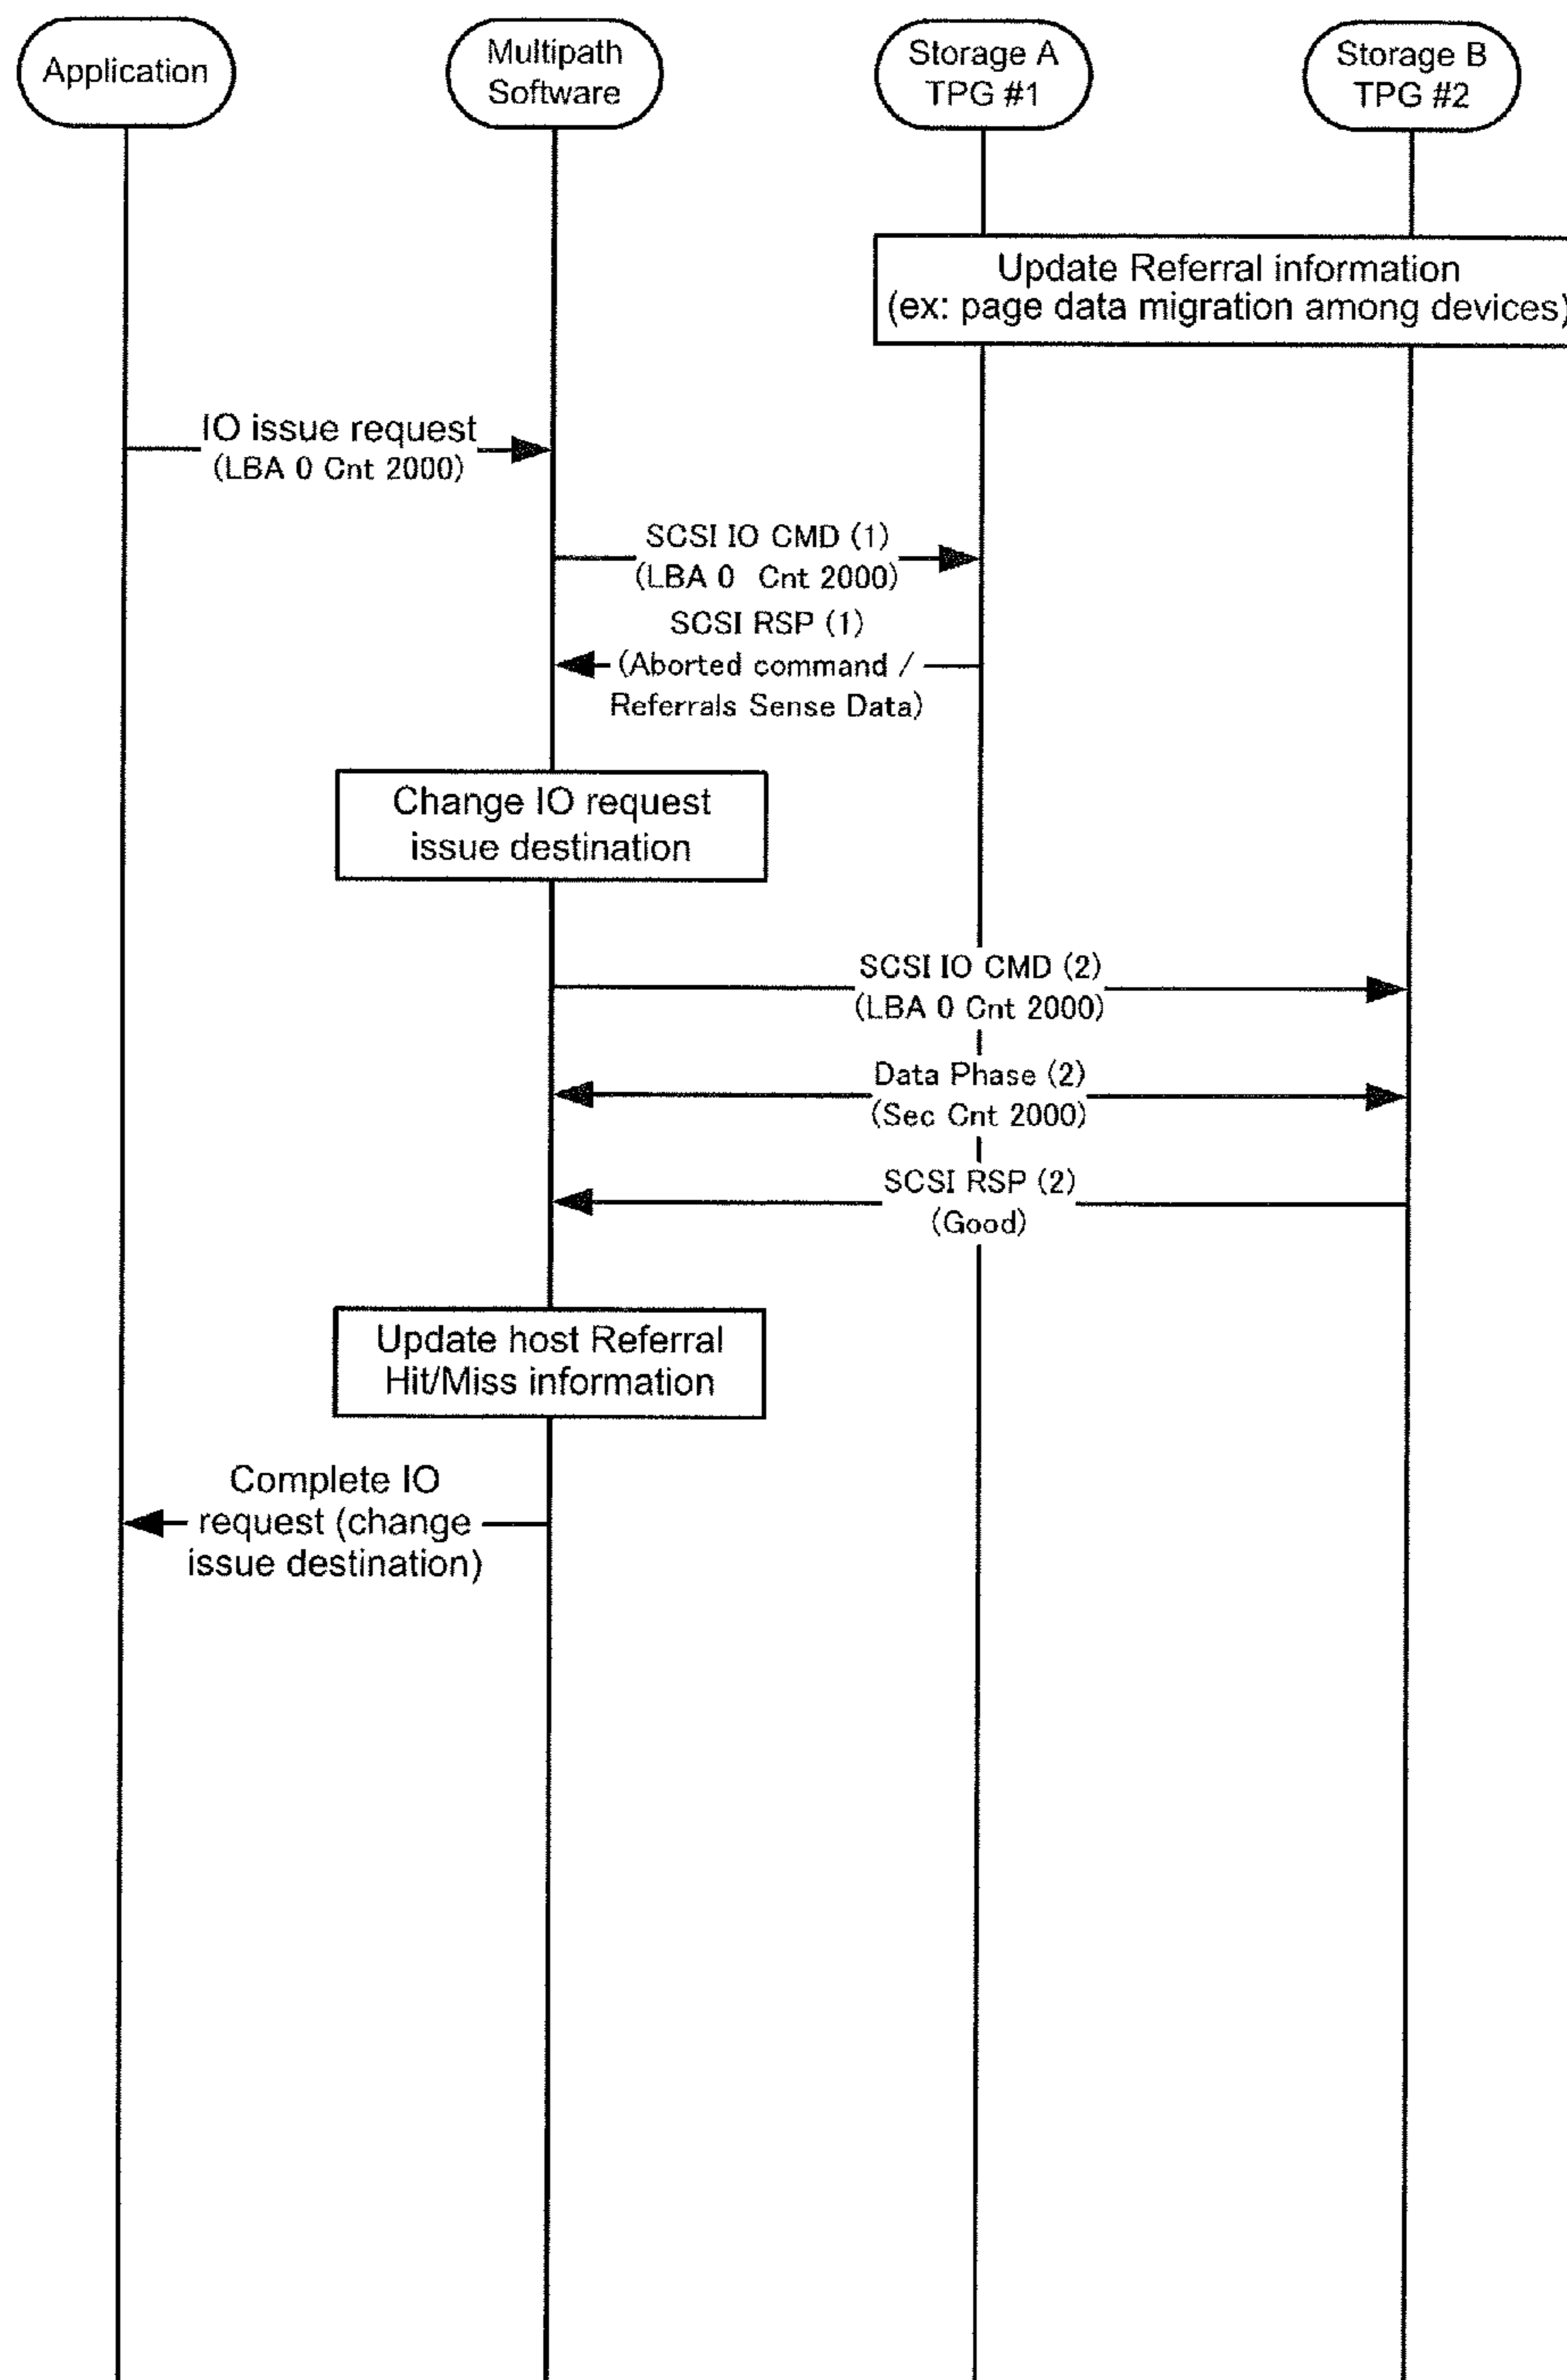 Application
Multipath
Software
Storage A
TPG #1
Storage B
TPG #2
Update Referral information
(ex: page data migration among devices)
IO issue request
(LBA 0 Cnt 2000)
SCSI IO CMD (1)
(LBA 0 Cnt 2000)
SCSI RSP (1)
(Aborted command /
Referrals Sense Data)
Change IO request
issue destination
SCSI IO CMD (2)
(LBA 0 Cnt 2000)
Data Phase (2)
(Sec Cnt 2000)
SCSI RSP (2)
(Good)
Update host Referral
Hit/Miss information
Complete IO
request (change
issue destination)